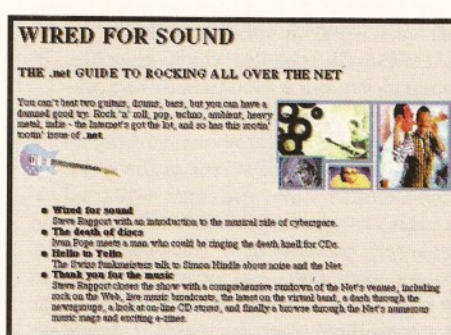 WIRED FOR SOUND
THE .net GUIDE TO ROCKING ALL OVER THE NET
You can't beat two guitars, drums, bass, but you can have a
damned good try. Rock 'n' roll, pop, techno, ambient, heavy
metal, indie - the Internet's got the lot, and so has this rootin'
tootin' issue of .net
Wired for sound
Steve Rapport with an introduction to the musical side of cyberspace.
The death of discs
Ivan Pope meets a man who could be ringing the death knell for CDs.
Hello to Yello
The Swiss funkmeisters talk to Simon Hindle about noise and the Net.
Thank you for the music
Steve Rapport closes the show with a comprehensive rundown of the Net's venues, including
rock on the Web, live music broadcasts, the latest on the virtual band, a dash through the
newsgroups, a look at on-line CD stores, and finally a browse through the Net's numerous
music mags and exciting e-zines.